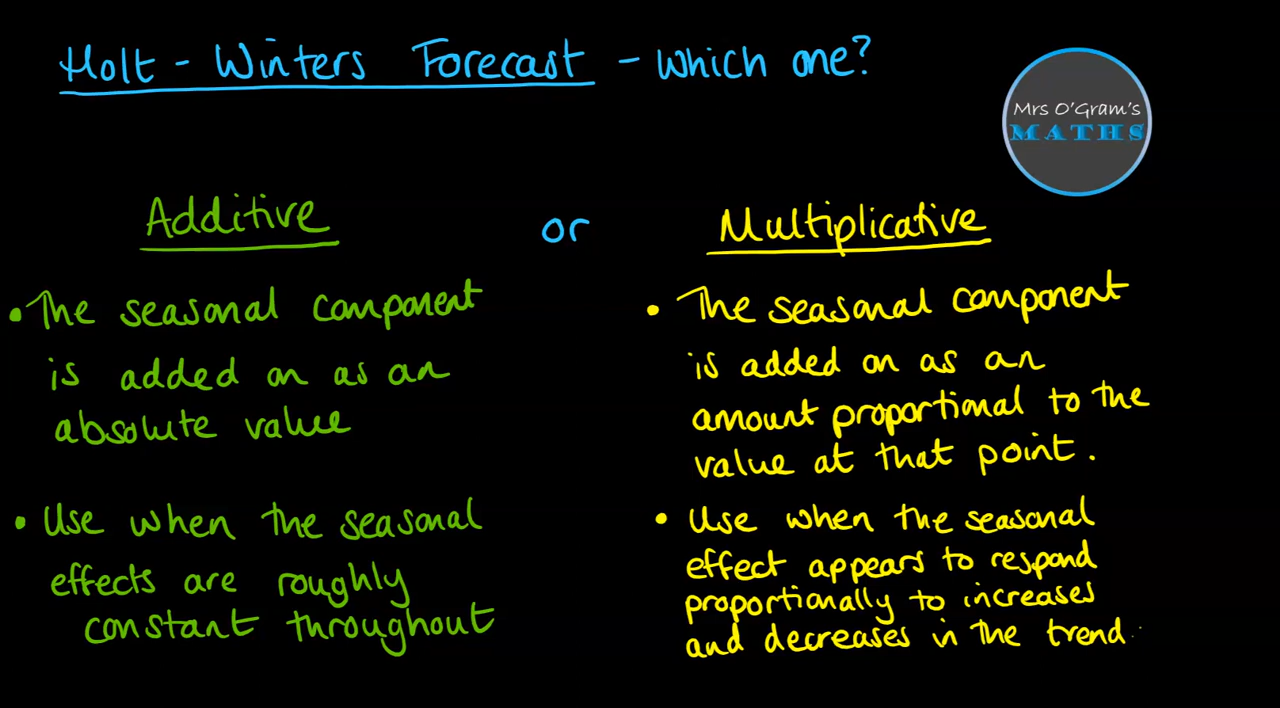 Holt - Winters Forecast - which one?
Mrs O'Gram's
MATHS
Additive
or
Multiplicative
• The seasonal component
is added on as an
absolute value
• Use when the seasonal
effects are roughly
constant throughout
• The seasonal component
is added on as an
amount proportional to the
value at that point.
• Use when the seasonal
effect appears to respond
proportionally to increases
and decreases in the trend.